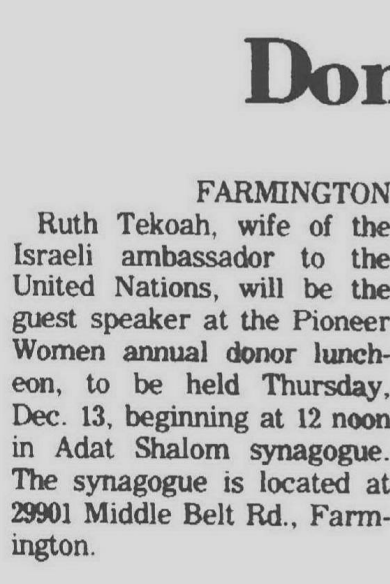 Don
FARMINGTON
Ruth Tekoah, wife of the
Israeli ambassador to the
United Nations, will be the
guest speaker at the Pioneer
Women annual donor lunch-
eon, to be held Thursday,
Dec. 13, beginning at 12 noon
in Adat Shalom synagogue.
The synagogue is located at
29901 Middle Belt Rd., Farm-
ington.